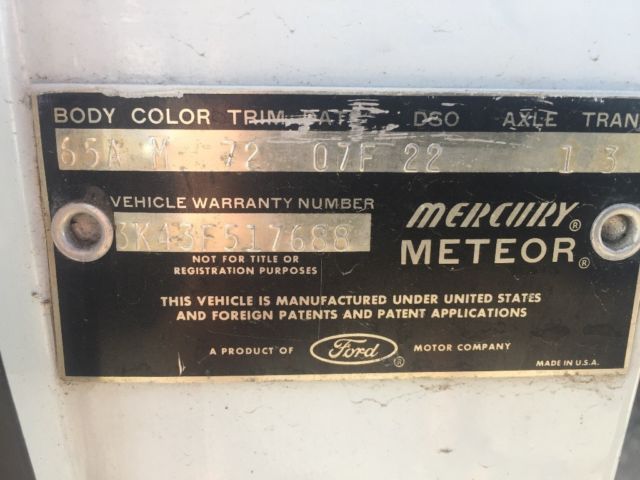 BODY COLOR TRIM DATE DSO AXLE TRAN
65A M 72 07F 22 1 3
VEHICLE WARRANTY NUMBER
3K43F517688
NOT FOR TITLE OR
REGISTRATION PURPOSES
MERCURY
METEOR®
THIS VEHICLE IS MANUFACTURED UNDER UNITED STATES
AND FOREIGN PATENTS AND PATENT APPLICATIONS
A PRODUCT OF Ford® MOTOR COMPANY
MADE IN U.S.A.